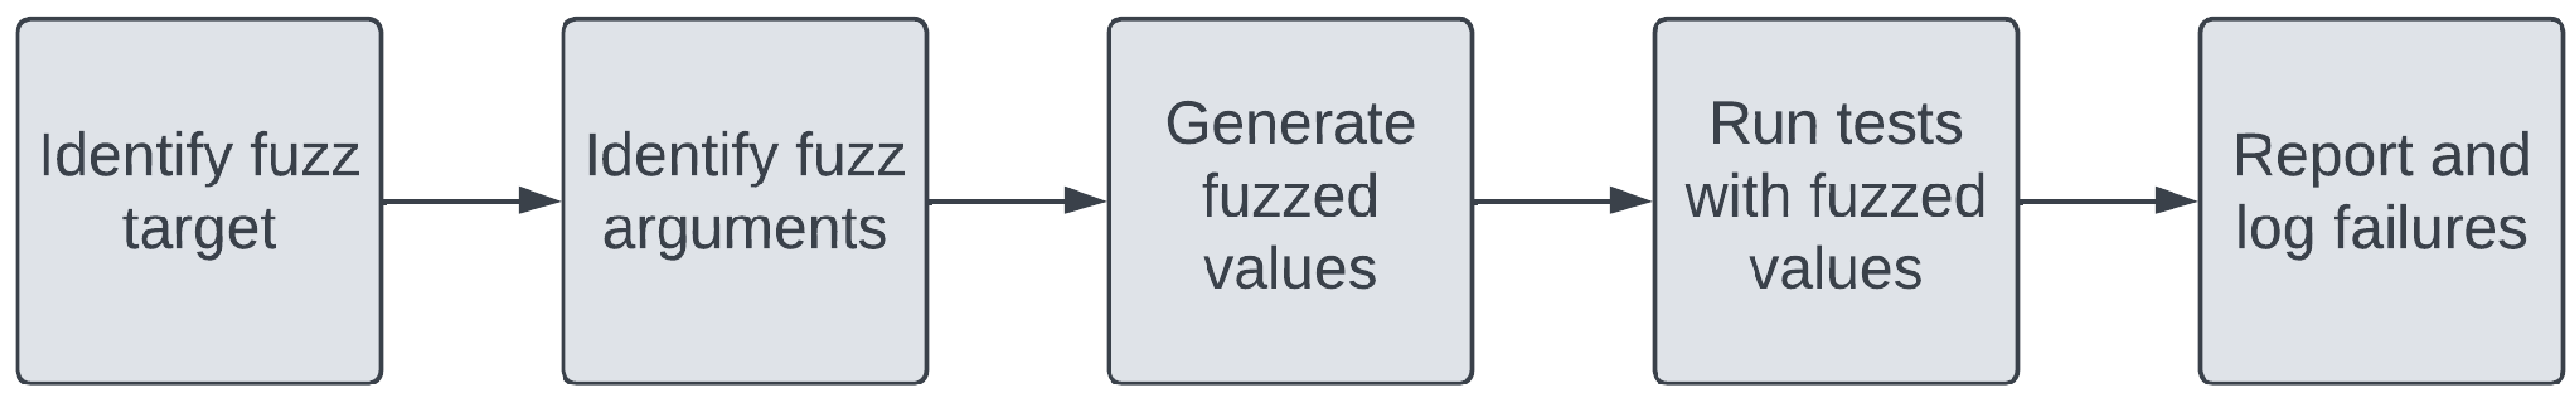 Identify fuzz
target
Identify fuzz
arguments
Generate
fuzzed
values
Run tests
with fuzzed
values
Report and
log failures